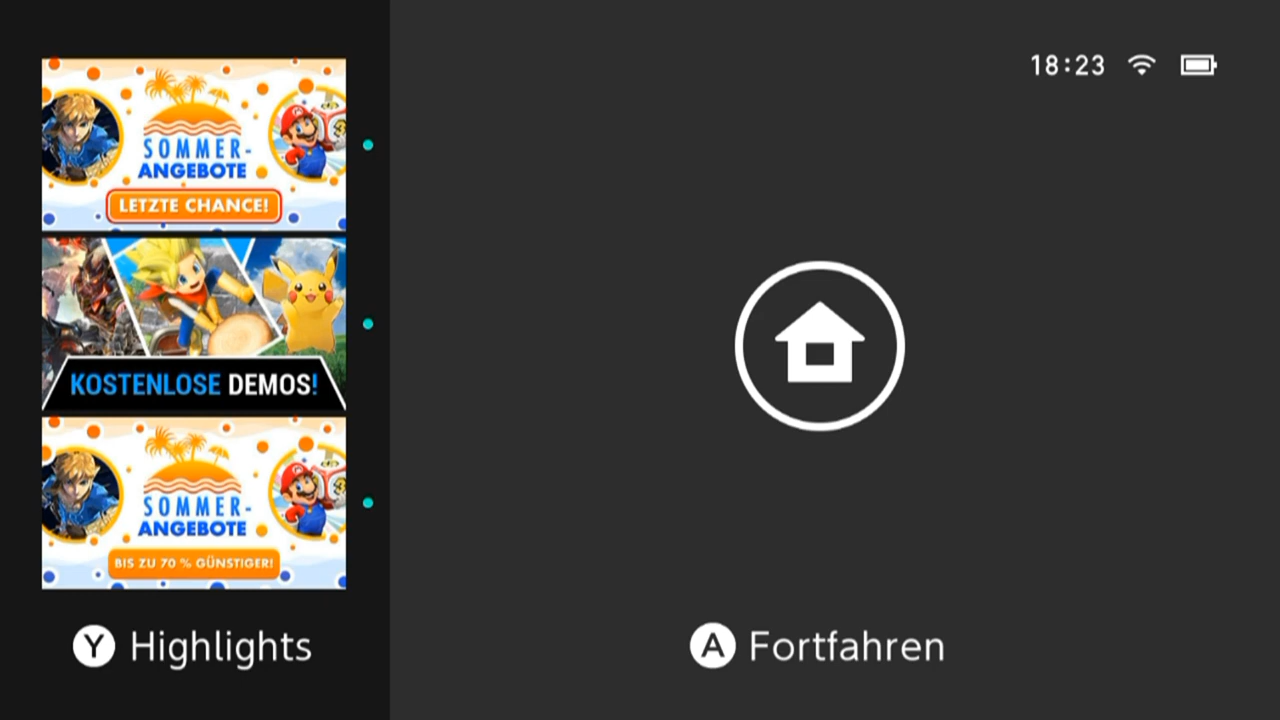 18:23
SOMMER-
ANGEBOTE
LETZTE CHANCE!
KOSTENLOSE DEMOS!
SOMMER-
ANGEBOTE
BIS ZU 70 % GÜNSTIGER!
Y Highlights
A Fortfahren